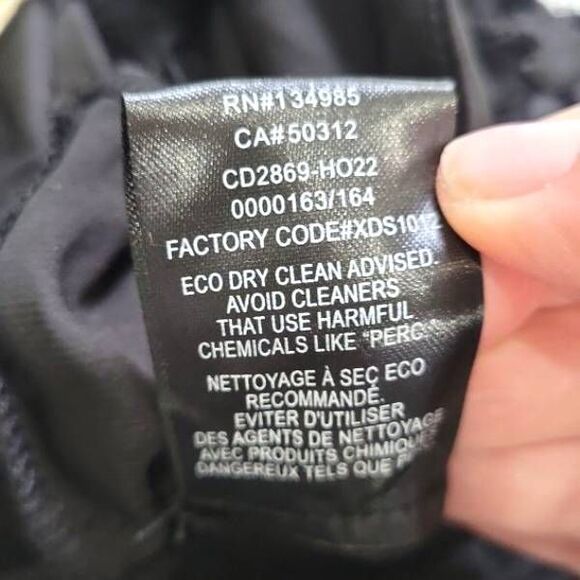 RN#134985
CA#50312
CD2869-HO22
0000163/164
FACTORY CODE#XDS1012
ECO DRY CLEAN ADVISED.
AVOID CLEANERS
THAT USE HARMFUL
CHEMICALS LIKE "PERC."
NETTOYAGE À SEC ECO
RECOMMANDÉ.
EVITER D'UTILISER
DES AGENTS DE NETTOYAGE
AVEC PRODUITS CHIMIQUES
DANGEREUX TELS QUE